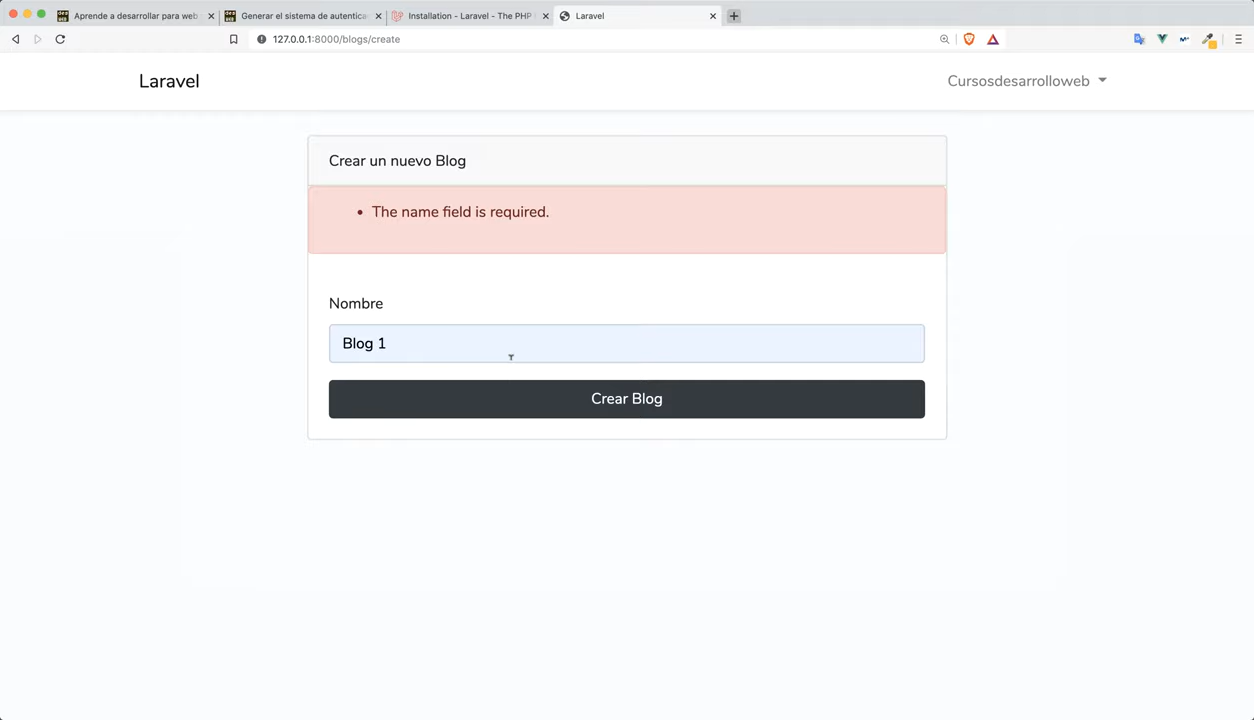 Aprende a desarrollar para web
Generar el sistema de autentica
Installation - Laravel - The PHP
Laravel
127.0.0.1:8000/blogs/create
Laravel
Cursosdesarrolloweb
Crear un nuevo Blog
• The name field is required.
Nombre
Blog 1
Crear Blog